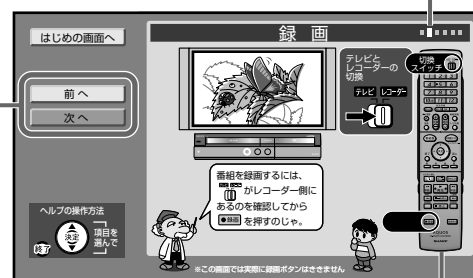 はじめの画面へ
録 画
前 へ
次 へ
テレビと
レコーダーの
切換
テレビ レコーダー
切換
スイッチ
番組を録画するには、
がレコーダー側に
あるのを確認してから
●録画 を押すのじゃ。
ヘルプの操作方法
決定
項目を
選んで
終了
※この画面では実際に録画ボタンはききません